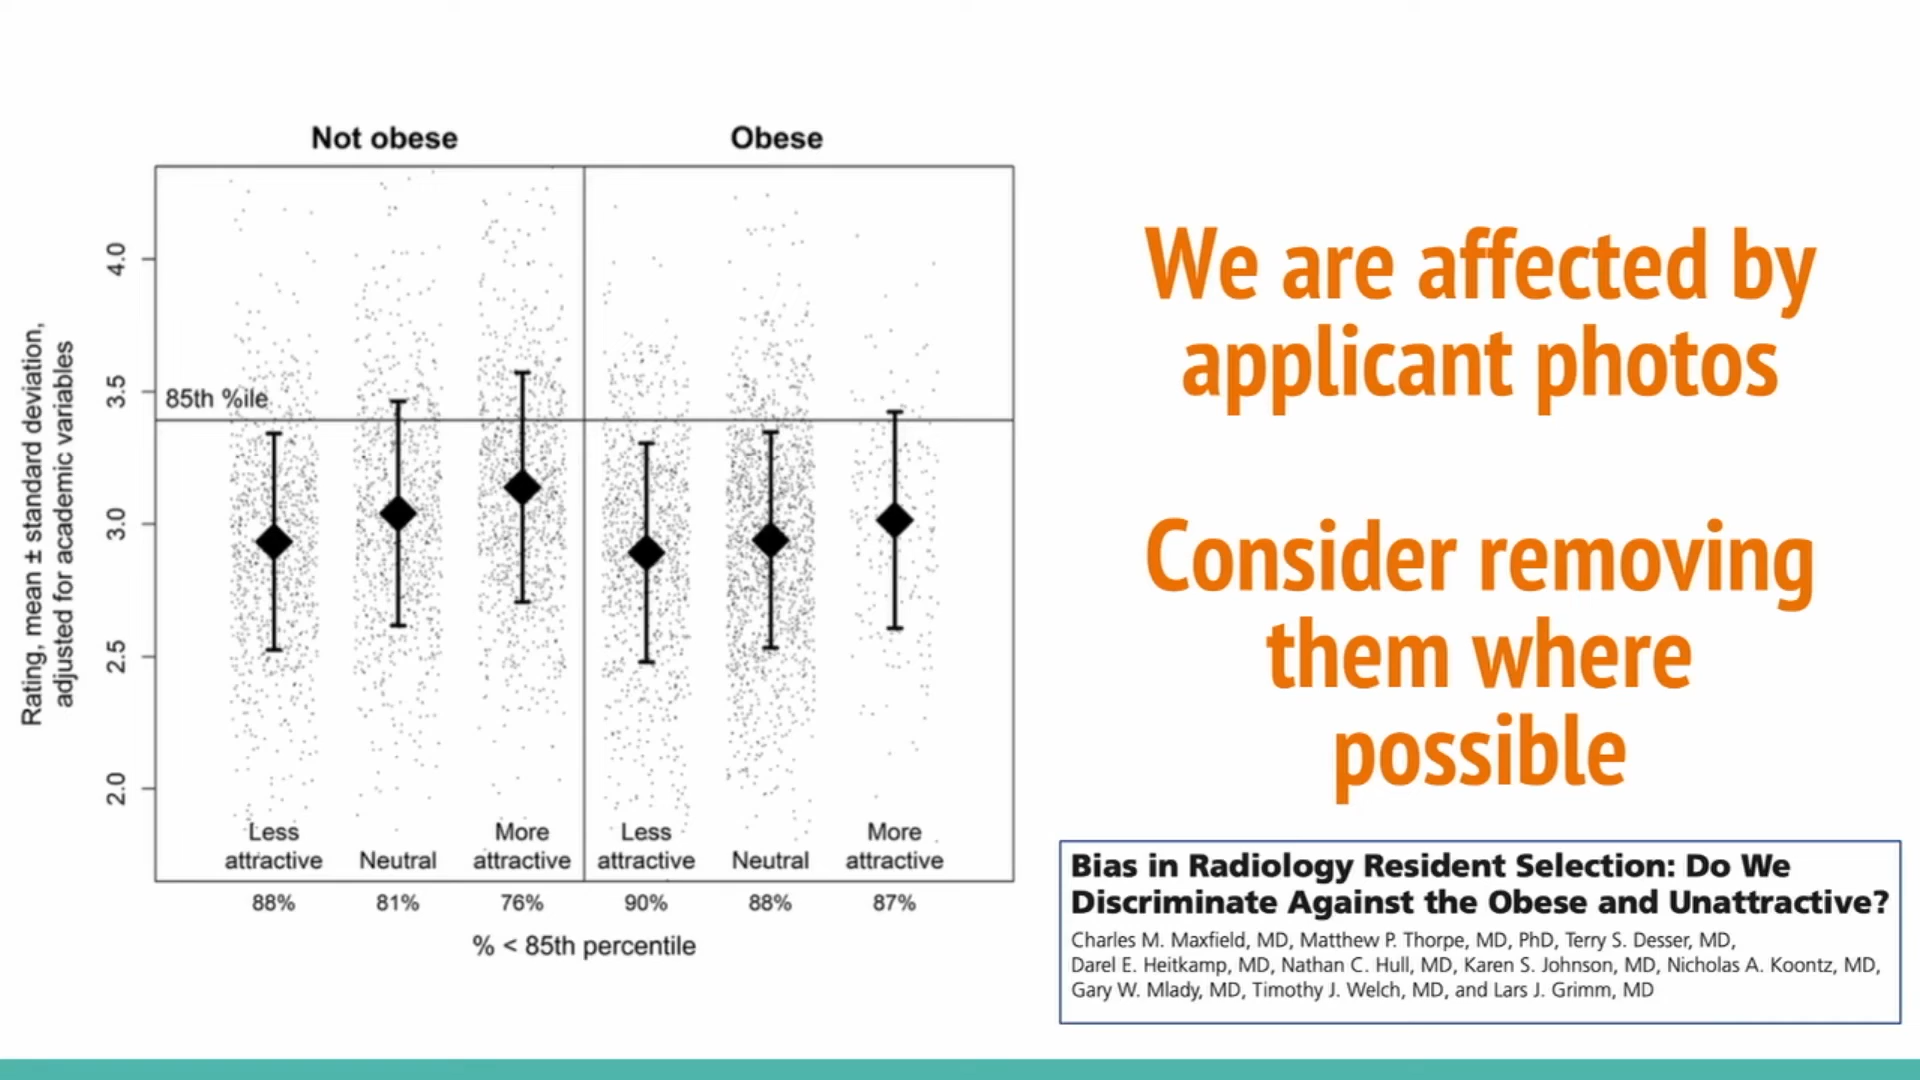 Not obese
Obese
Rating, mean ± standard deviation,
adjusted for academic variables
4.0
3.5
3.0
2.5
2.0
85th %ile
Less
attractive
Neutral
More
attractive
Less
attractive
Neutral
More
attractive
88%
81%
76%
90%
88%
87%
% < 85th percentile
We are affected by
applicant photos
Consider removing
them where
possible
Bias in Radiology Resident Selection: Do We
Discriminate Against the Obese and Unattractive?
Charles M. Maxfield, MD, Matthew P. Thorpe, MD, PhD, Terry S. Desser, MD,
Darel E. Heitkamp, MD, Nathan C. Hull, MD, Karen S. Johnson, MD, Nicholas A. Koontz, MD,
Gary W. Mlady, MD, Timothy J. Welch, MD, and Lars J. Grimm, MD